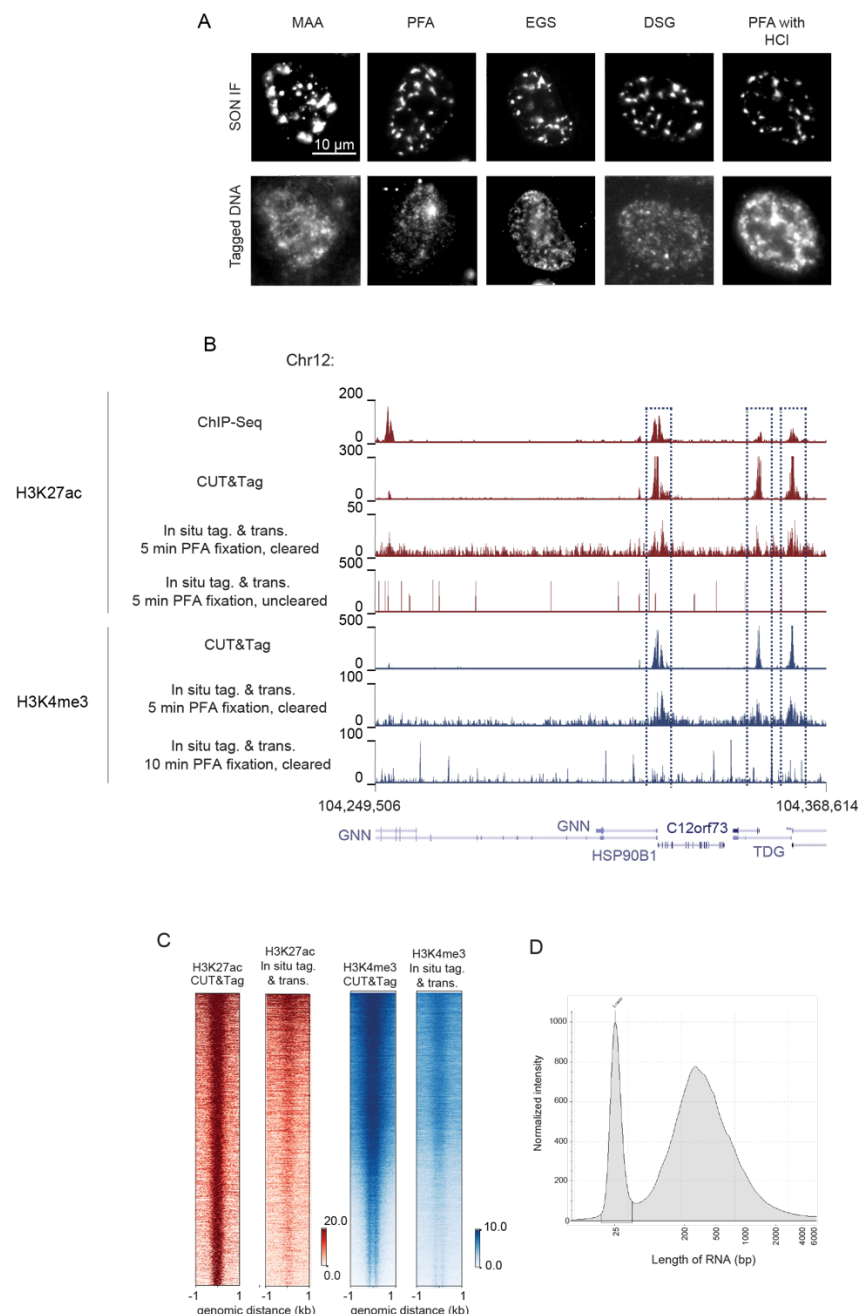 A
MAA
PFA
EGS
DSG
PFA with
HCl
SON IF
10 µm
Tagged DNA
B
Chr12:
H3K27ac
ChIP-Seq
200
0
CUT&Tag
300
0
In situ tag. & trans.
5 min PFA fixation, cleared
50
0
In situ tag. & trans.
5 min PFA fixation, uncleared
500
0
H3K4me3
CUT&Tag
500
0
In situ tag. & trans.
5 min PFA fixation, cleared
100
0
In situ tag. & trans.
10 min PFA fixation, cleared
100
0
104,249,506
104,368,614
GNN
GNN
HSP90B1
C12orf73
TDG
C
H3K27ac
CUT&Tag
H3K27ac
In situ tag.
& trans.
H3K4me3
CUT&Tag
H3K4me3
In situ tag.
& trans.
20.0
0.0
10.0
0.0
-1 1 -1 1
genomic distance (kb)
-1 1 -1 1
genomic distance (kb)
D
Lower
Normalized intensity
1000
800
600
400
200
0
25
200
500
1000
2000
4000
6000
Length of RNA (bp)